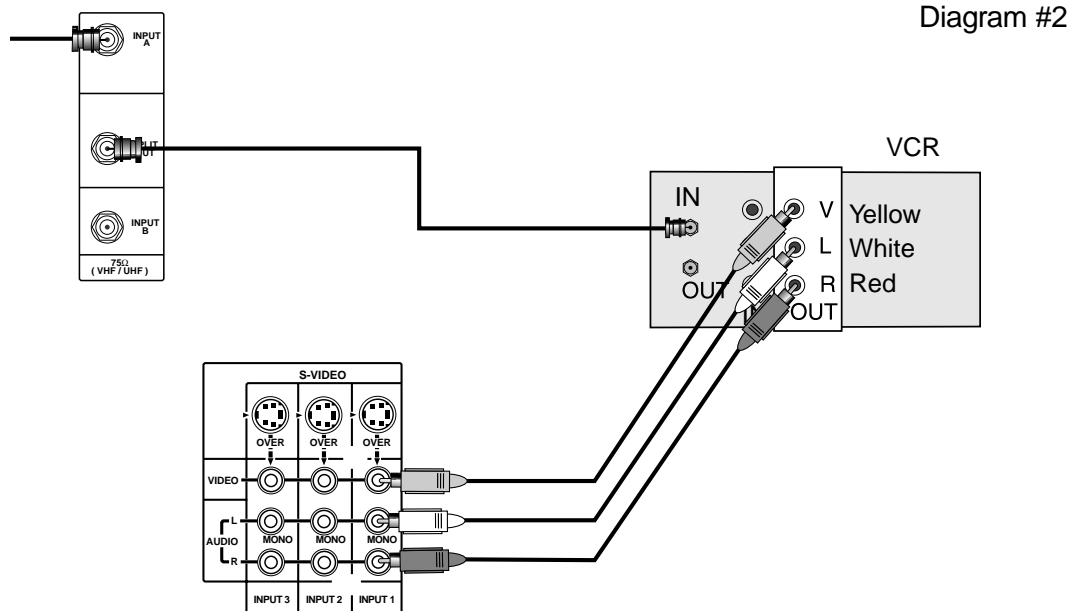 Diagram #2
INPUT
A
INPUT
B
75Ω
( VHF / UHF )
VCR
IN
OUT
V Yellow
L White
R Red
OUT
S-VIDEO
OVER OVER OVER
VIDEO
AUDIO
L
MONO MONO MONO
R
INPUT 3 INPUT 2 INPUT 1